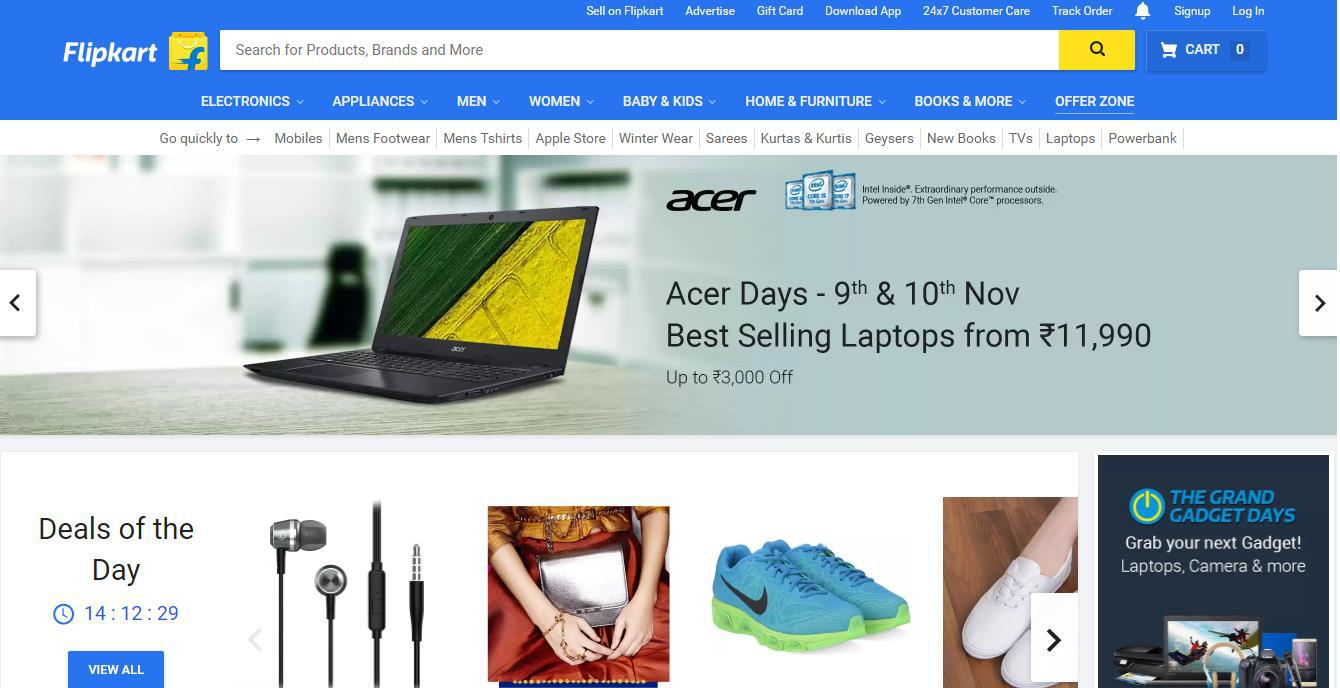 Sell on Flipkart Advertise Gift Card Download App 24x7 Customer Care Track Order Signup Log In
Flipkart
Search for Products, Brands and More
CART 0
ELECTRONICS APPLIANCES MEN WOMEN BABY & KIDS HOME & FURNITURE BOOKS & MORE OFFER ZONE
Go quickly to → Mobiles Mens Footwear Mens Tshirts Apple Store Winter Wear Sarees Kurtas & Kurtis Geysers New Books TVs Laptops Powerbank
acer
Intel Inside®. Extraordinary performance outside.
Powered by 7th Gen Intel® Core™ processors.
Acer Days - 9th & 10th Nov
Best Selling Laptops from ₹11,990
Up to ₹3,000 Off
acer
Deals of the
Day
14 : 12 : 29
VIEW ALL
THE GRAND
GADGET DAYS
Grab your next Gadget!
Laptops, Camera & more